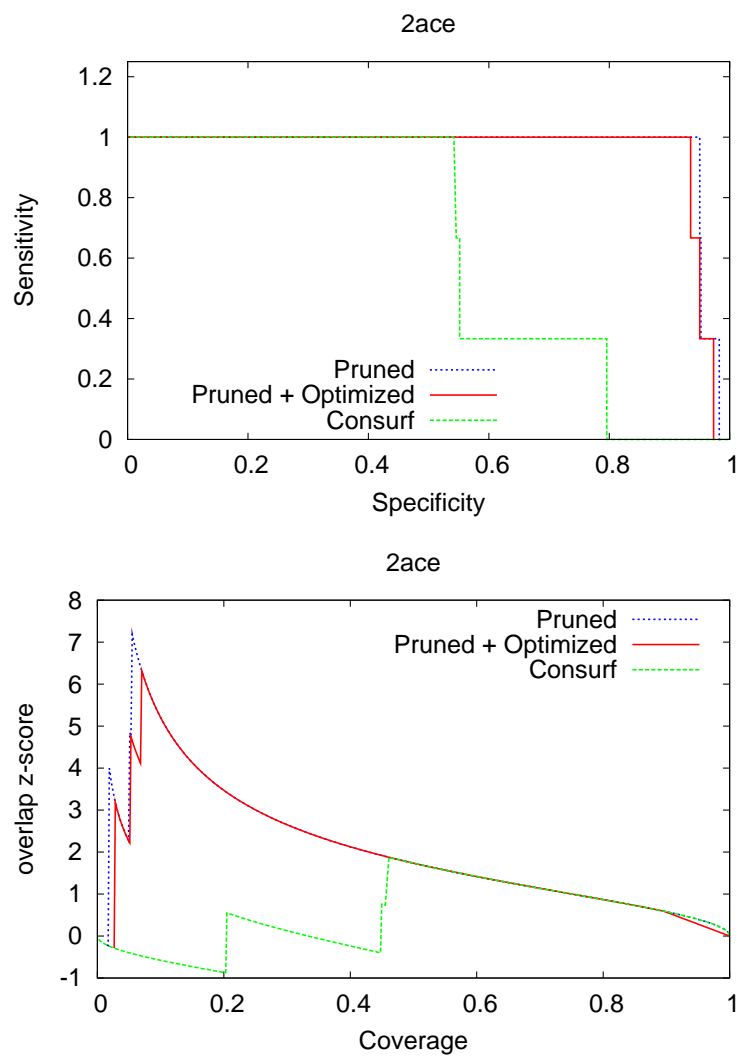 2ace
1.2
1
0.8
0.6
0.4
0.2
0
Sensitivity
Pruned
Pruned + Optimized
Consurf
0 0.2 0.4 0.6 0.8 1
Specificity
2ace
8
7
6
5
4
3
2
1
0
-1
overlap z-score
Pruned
Pruned + Optimized
Consurf
0 0.2 0.4 0.6 0.8 1
Coverage